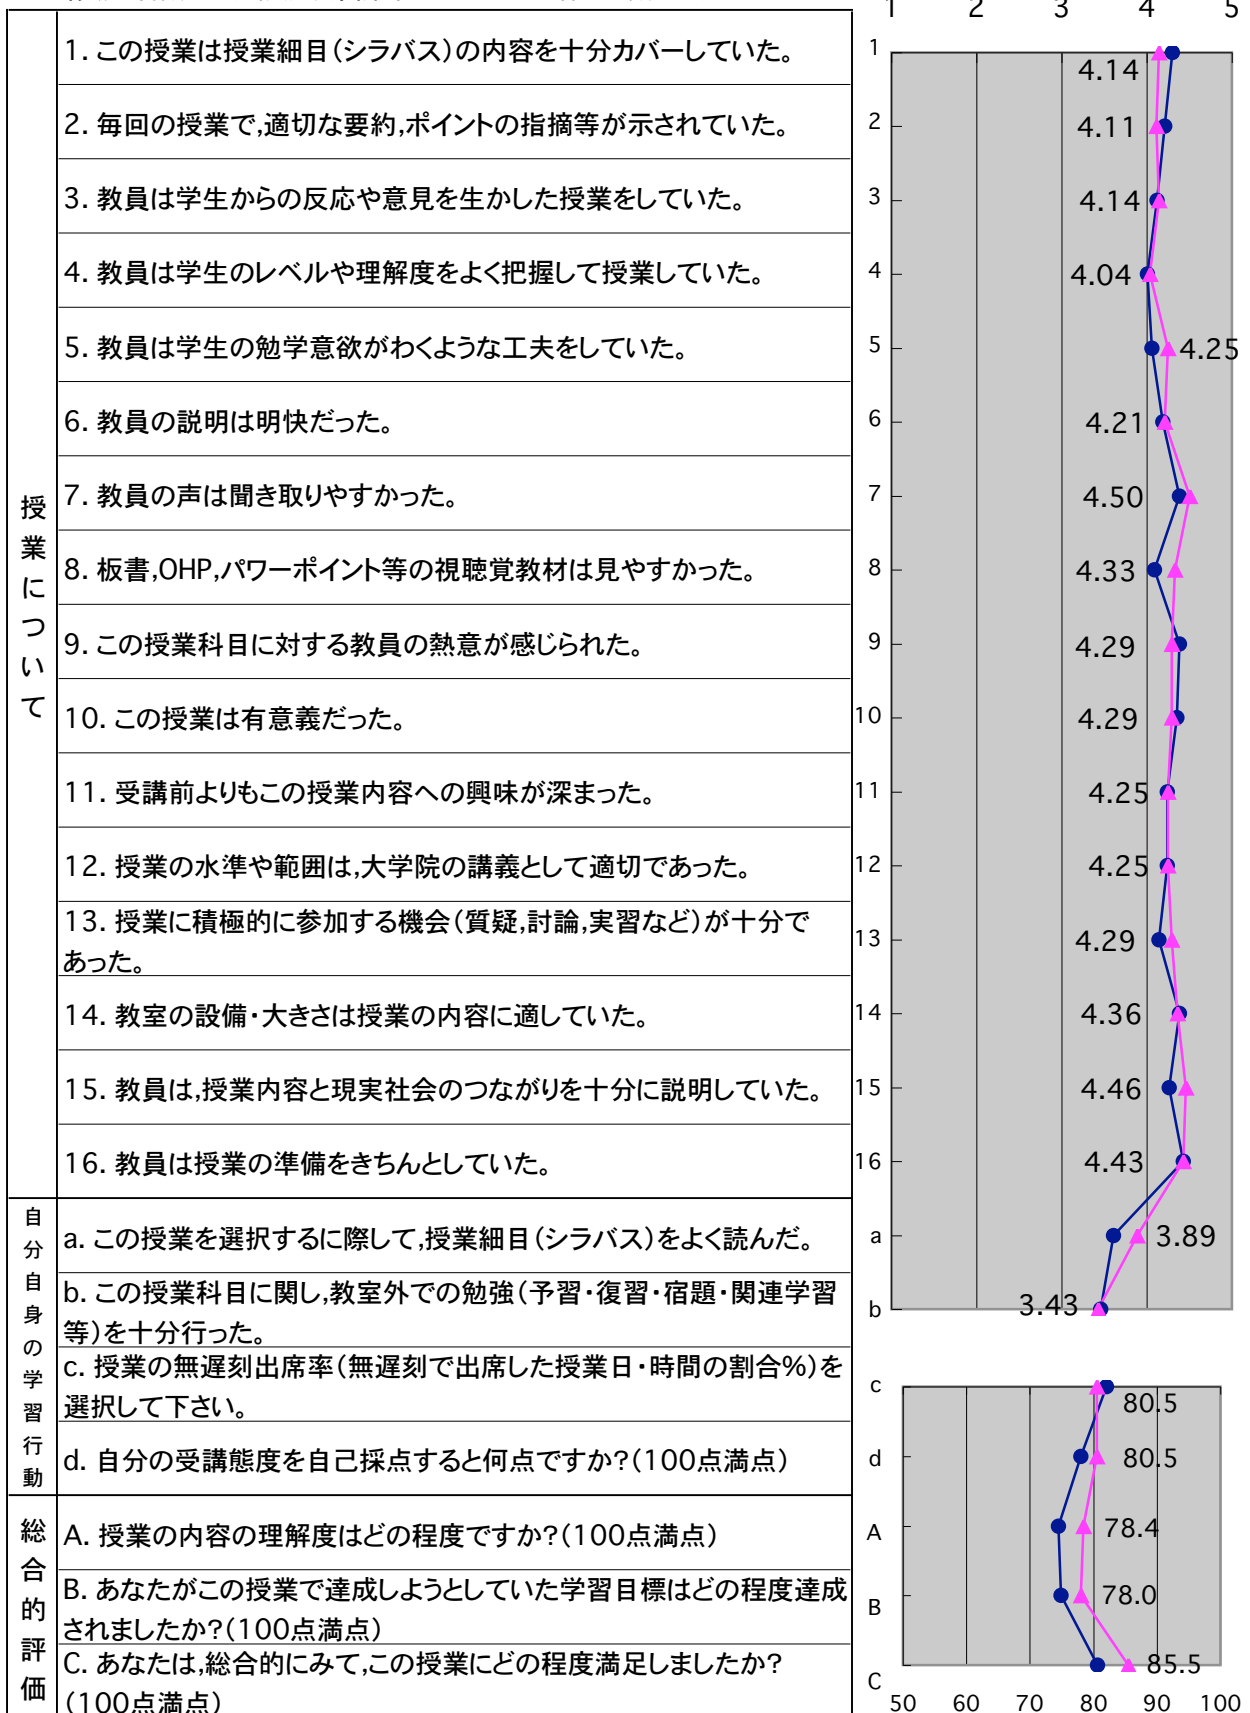 1 2 3 4 5
授業について
1. この授業は授業細目(シラバス)の内容を十分カバーしていた。
2. 毎回の授業で,適切な要約,ポイントの指摘等が示されていた。
3. 教員は学生からの反応や意見を生かした授業をしていた。
4. 教員は学生のレベルや理解度をよく把握して授業していた。
5. 教員は学生の勉学意欲がわくような工夫をしていた。
6. 教員の説明は明快だった。
7. 教員の声は聞き取りやすかった。
8. 板書,OHP,パワーポイント等の視聴覚教材は見やすかった。
9. この授業科目に対する教員の熱意が感じられた。
10. この授業は有意義だった。
11. 受講前よりもこの授業内容への興味が深まった。
12. 授業の水準や範囲は,大学院の講義として適切であった。
13. 授業に積極的に参加する機会(質疑,討論,実習など)が十分で
あった。
14. 教室の設備・大きさは授業の内容に適していた。
15. 教員は,授業内容と現実社会のつながりを十分に説明していた。
16. 教員は授業の準備をきちんとしていた。
自分自身の学習行動
a. この授業を選択するに際して,授業細目(シラバス)をよく読んだ。
b. この授業科目に関し,教室外での勉強(予習・復習・宿題・関連学習
等)を十分行った。
c. 授業の無遅刻出席率(無遅刻で出席した授業日・時間の割合%)を
選択して下さい。
d. 自分の受講態度を自己採点すると何点ですか?(100点満点)
総合的評価
A. 授業の内容の理解度はどの程度ですか?(100点満点)
B. あなたがこの授業で達成しようとしていた学習目標はどの程度達成
されましたか?(100点満点)
C. あなたは,総合的にみて,この授業にどの程度満足しましたか?
(100点満点)
1 4.14
2 4.11
3 4.14
4 4.04
5 4.25
6 4.21
7 4.50
8 4.33
9 4.29
10 4.29
11 4.25
12 4.25
13 4.29
14 4.36
15 4.46
16 4.43
a 3.89
b 3.43
c 80.5
d 80.5
A 78.4
B 78.0
C 85.5
50 60 70 80 90 100